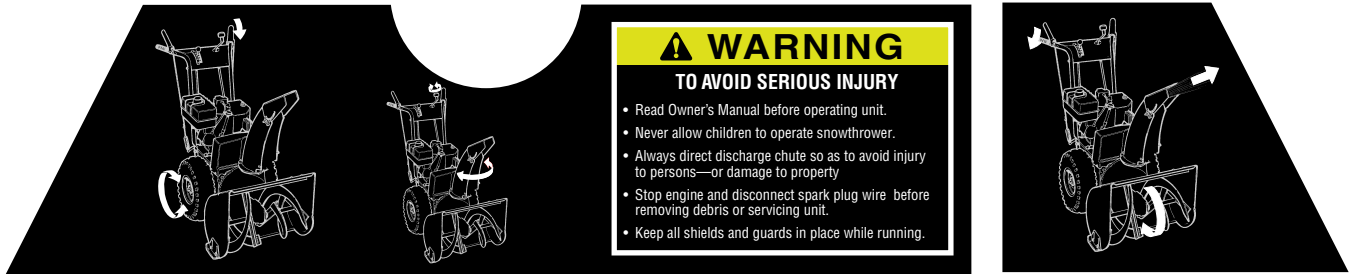 WARNING
TO AVOID SERIOUS INJURY
• Read Owner's Manual before operating unit.
• Never allow children to operate snowthrower.
• Always direct discharge chute so as to avoid injury
to persons—or damage to property
• Stop engine and disconnect spark plug wire  before
removing debris or servicing unit.
• Keep all shields and guards in place while running.